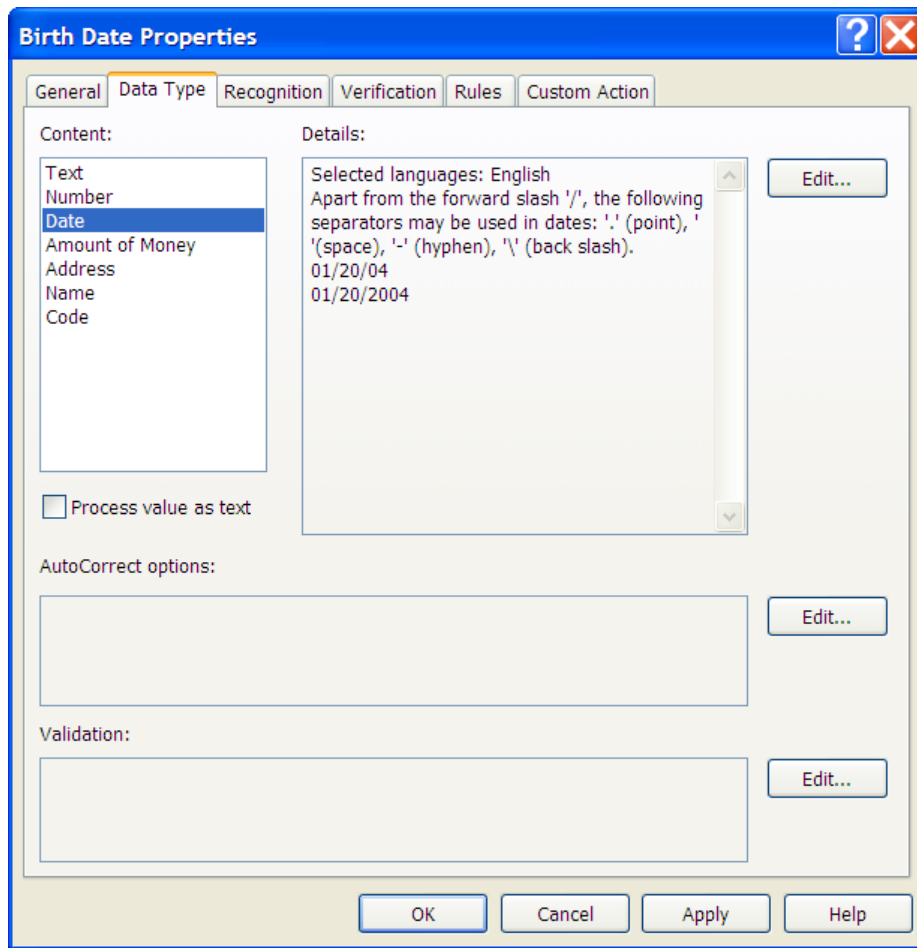 Birth Date Properties
General Data Type Recognition Verification Rules Custom Action
Content:
Text
Number
Date
Amount of Money
Address
Name
Code
Process value as text
Details:
Selected languages: English
Apart from the forward slash '/', the following
separators may be used in dates: '.' (point), '
'(space), '-' (hyphen), '\' (back slash).
01/20/04
01/20/2004
Edit...
AutoCorrect options:
Edit...
Validation:
Edit...
OK Cancel Apply Help